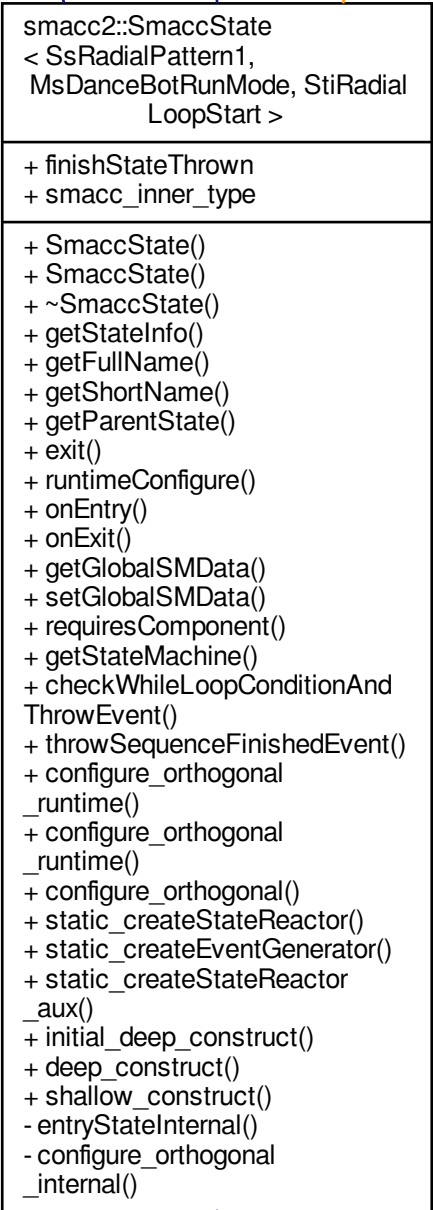 smacc2::SmaccState
< SsRadialPattern1,
MsDanceBotRunMode, StiRadial
LoopStart >
+ finishStateThrown
+ smacc_inner_type
+ SmaccState()
+ SmaccState()
+ ~SmaccState()
+ getStateInfo()
+ getFullName()
+ getShortName()
+ getParentState()
+ exit()
+ runtimeConfigure()
+ onEntry()
+ onExit()
+ getGlobalSMData()
+ setGlobalSMData()
+ requiresComponent()
+ getStateMachine()
+ checkWhileLoopConditionAnd
ThrowEvent()
+ throwSequenceFinishedEvent()
+ configure_orthogonal
_runtime()
+ configure_orthogonal
_runtime()
+ configure_orthogonal()
+ static_createStateReactor()
+ static_createEventGenerator()
+ static_createStateReactor
_aux()
+ initial_deep_construct()
+ deep_construct()
+ shallow_construct()
- entryStateInternal()
- configure_orthogonal
_internal()